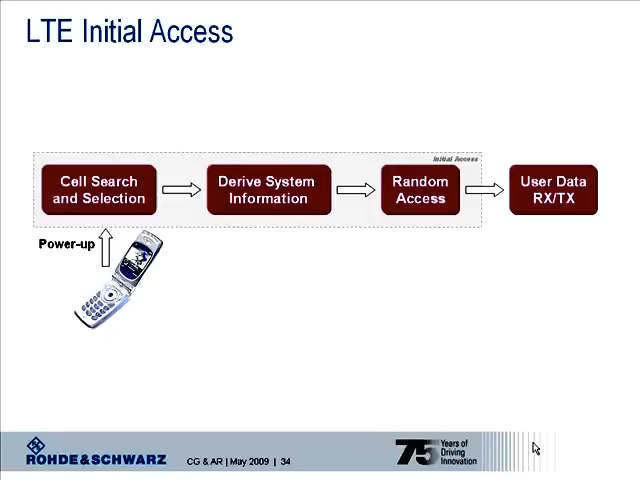 LTE Initial Access
Initial Access
Cell Search
and Selection
Derive System
Information
Random
Access
User Data
RX/TX
Power-up
ROHDE&SCHWARZ
CG & AR | May 2009 | 34
75
Years of
Driving
Innovation